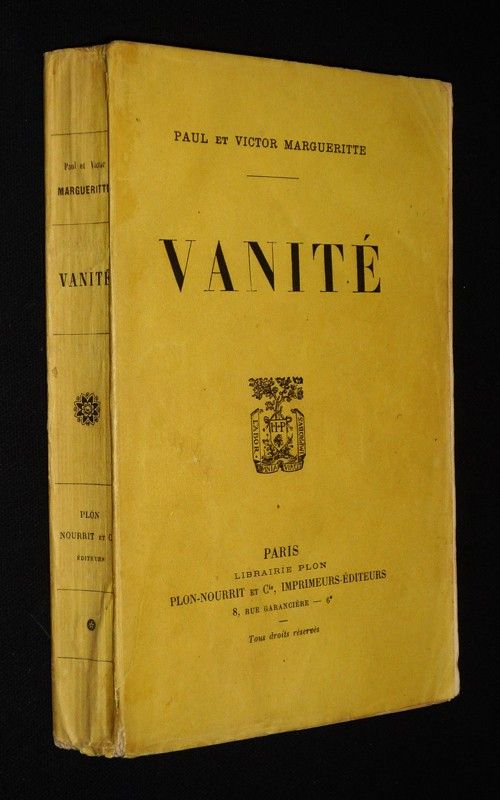 PAUL ET VICTOR MARGUERITTE
VANITÉ
LABOR
H·P
PARIS
LIBRAIRIE PLON
PLON-NOURRIT ET Cie, IMPRIMEURS-ÉDITEURS
8, RUE GARANCIÈRE — 6e
Tous droits réservés
Paul et Victor
MARGUERITTE
VANITÉ
PLON
NOURRIT ET C
ÉDITEURS